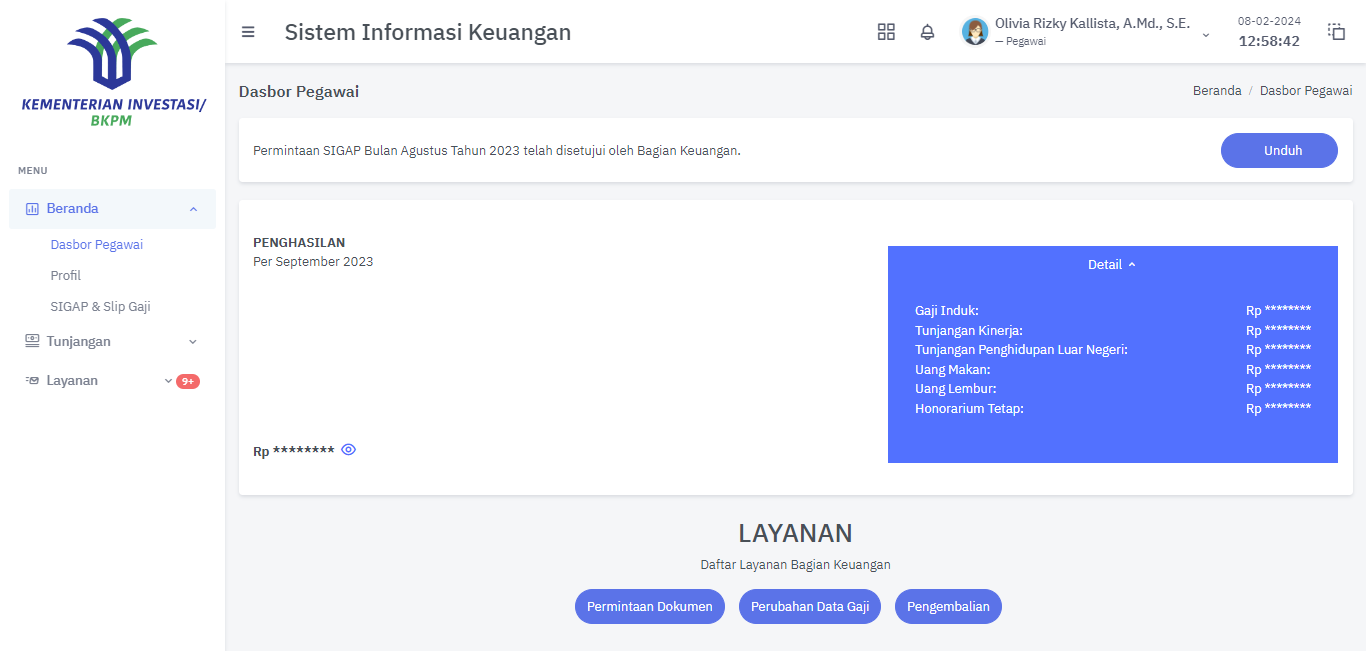 KEMENTERIAN INVESTASI/
BKPM
MENU
Beranda
Dasbor Pegawai
Profil
SIGAP & Slip Gaji
Tunjangan
Layanan 9+
Sistem Informasi Keuangan
Olivia Rizky Kallista, A.Md., S.E.
— Pegawai
08-02-2024
12:58:42
Dasbor Pegawai
Beranda / Dasbor Pegawai
Permintaan SIGAP Bulan Agustus Tahun 2023 telah disetujui oleh Bagian Keuangan.
Unduh
PENGHASILAN
Per September 2023
Rp ********
Detail
Gaji Induk: Rp ********
Tunjangan Kinerja: Rp ********
Tunjangan Penghidupan Luar Negeri: Rp ********
Uang Makan: Rp ********
Uang Lembur: Rp ********
Honorarium Tetap: Rp ********
LAYANAN
Daftar Layanan Bagian Keuangan
Permintaan Dokumen
Perubahan Data Gaji
Pengembalian